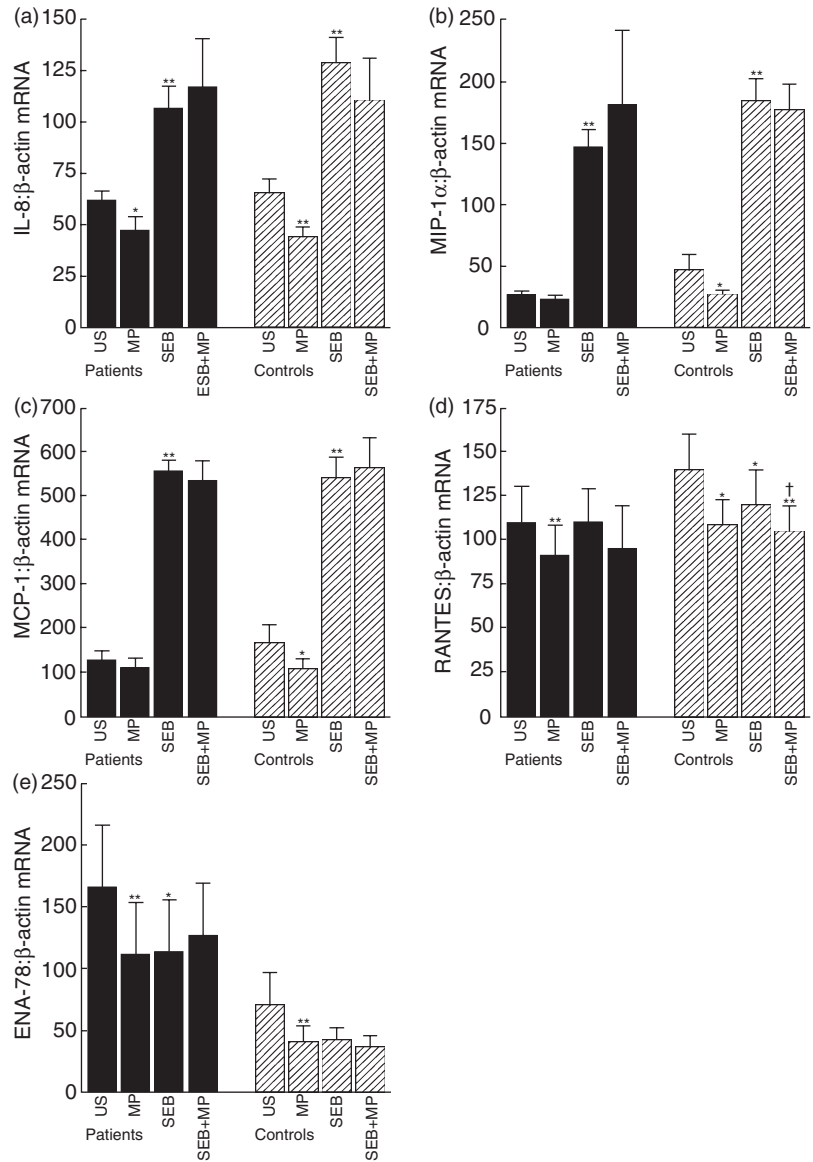 (a)
IL-8:β-actin mRNA
150
125
100
75
50
25
0
*
**
**
**
US
MP
SEB
ESB+MP
US
MP
SEB
SEB+MP
Patients
Controls
(b)
MIP-1α:β-actin mRNA
250
200
150
100
50
0
**
*
**
US
MP
SEB
SEB+MP
US
MP
SEB
SEB+MP
Patients
Controls
(c)
MCP-1:β-actin mRNA
700
600
500
400
300
200
100
0
**
*
**
US
MP
SEB
SEB+MP
US
MP
SEB
SEB+MP
Patients
Controls
(d)
RANTES:β-actin mRNA
175
150
125
100
75
50
25
0
**
*
*
†
**
US
MP
SEB
SEB+MP
US
MP
SEB
SEB+MP
Patients
Controls
(e)
ENA-78:β-actin mRNA
250
200
150
100
50
0
**
*
**
US
MP
SEB
SEB+MP
US
MP
SEB
SEB+MP
Patients
Controls